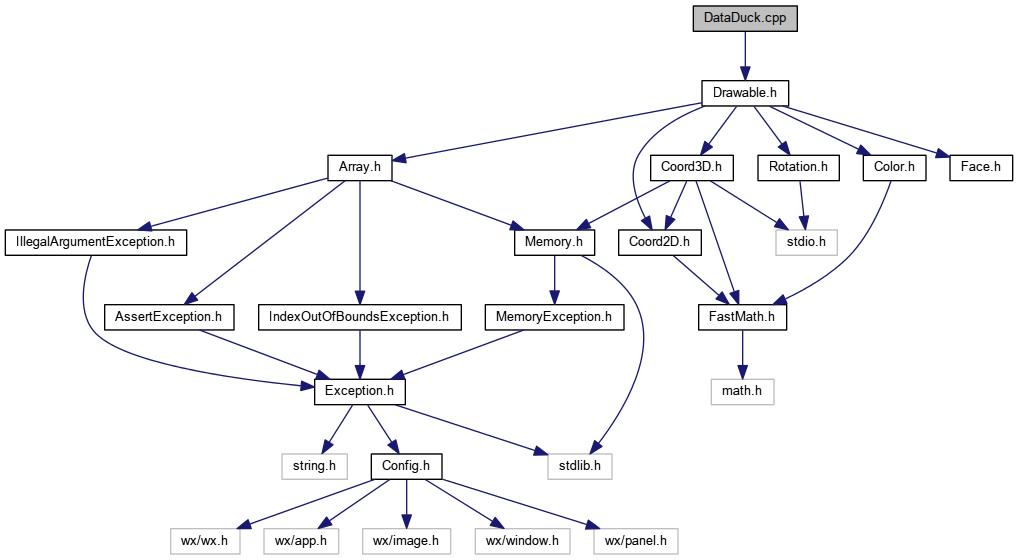 DataDuck.cpp
Drawable.h
Array.h
Coord3D.h
Rotation.h
Color.h
Face.h
IllegalArgumentException.h
Memory.h
Coord2D.h
stdio.h
AssertException.h
IndexOutOfBoundsException.h
MemoryException.h
FastMath.h
Exception.h
math.h
string.h
Config.h
stdlib.h
wx/wx.h
wx/app.h
wx/image.h
wx/window.h
wx/panel.h